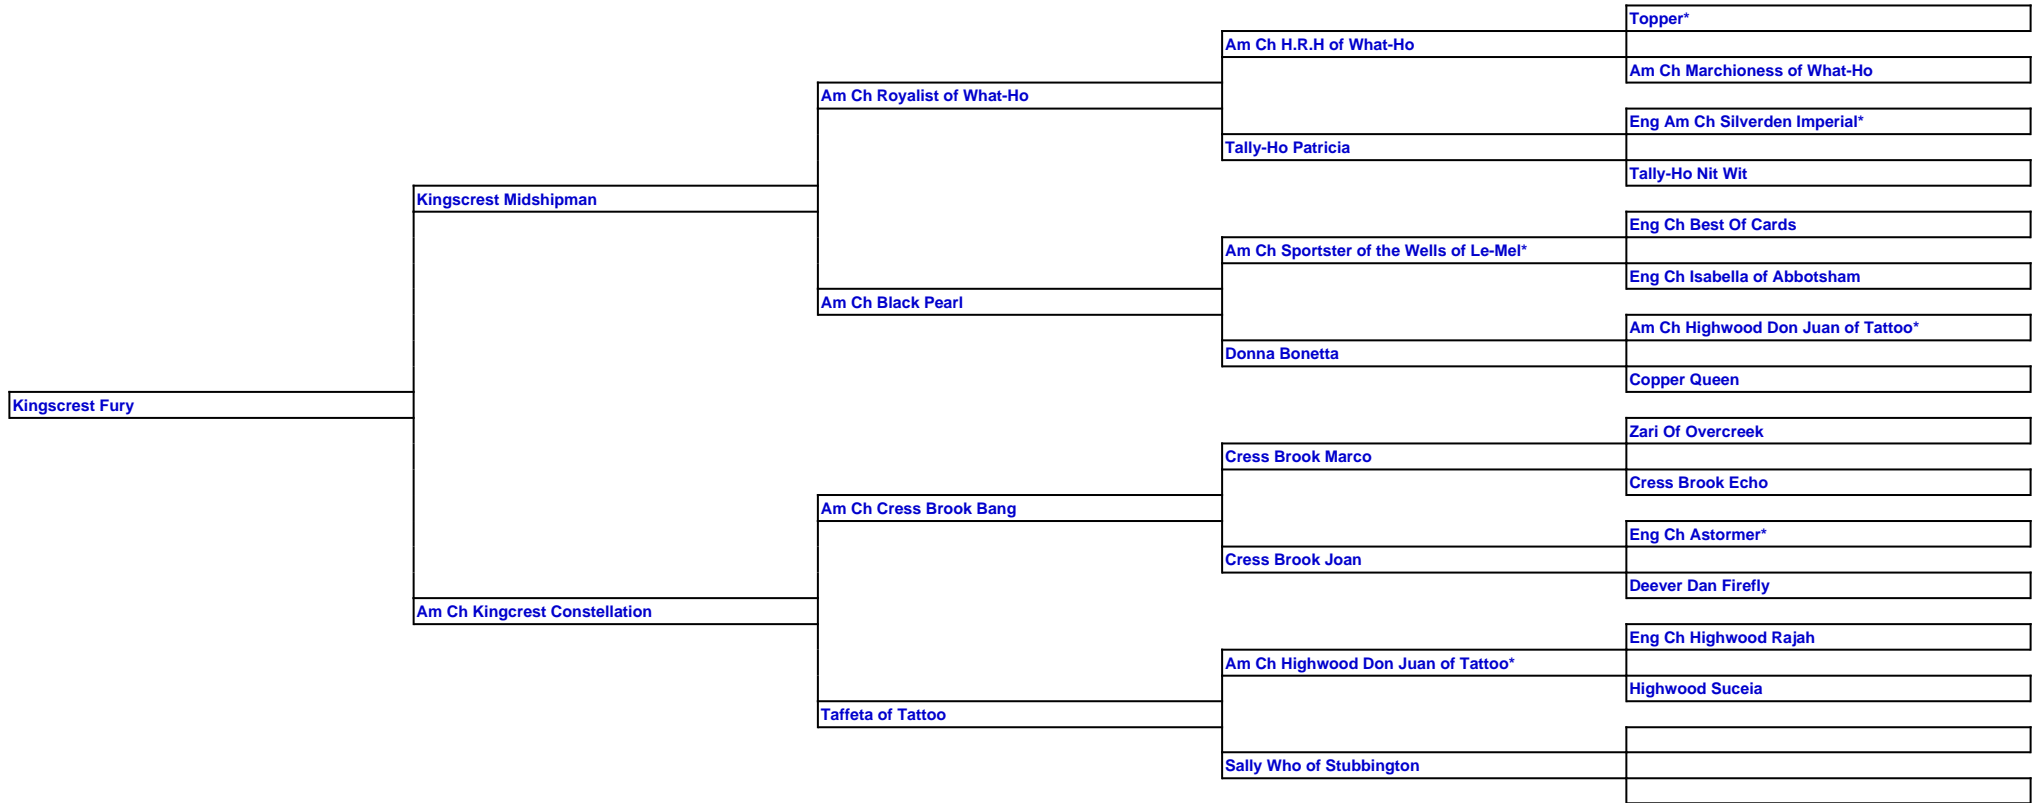 Topper*
Am Ch H.R.H of What-Ho
Am Ch Marchioness of What-Ho
Am Ch Royalist of What-Ho
Eng Am Ch Silverden Imperial*
Tally-Ho Patricia
Tally-Ho Nit Wit
Kingscrest Midshipman
Eng Ch Best Of Cards
Am Ch Sportster of the Wells of Le-Mel*
Eng Ch Isabella of Abbotsham
Am Ch Black Pearl
Am Ch Highwood Don Juan of Tattoo*
Donna Bonetta
Copper Queen
Kingscrest Fury
Zari Of Overcreek
Cress Brook Marco
Cress Brook Echo
Am Ch Cress Brook Bang
Eng Ch Astormer*
Cress Brook Joan
Deever Dan Firefly
Am Ch Kingcrest Constellation
Eng Ch Highwood Rajah
Am Ch Highwood Don Juan of Tattoo*
Highwood Suceia
Taffeta of Tattoo
Sally Who of Stubbington